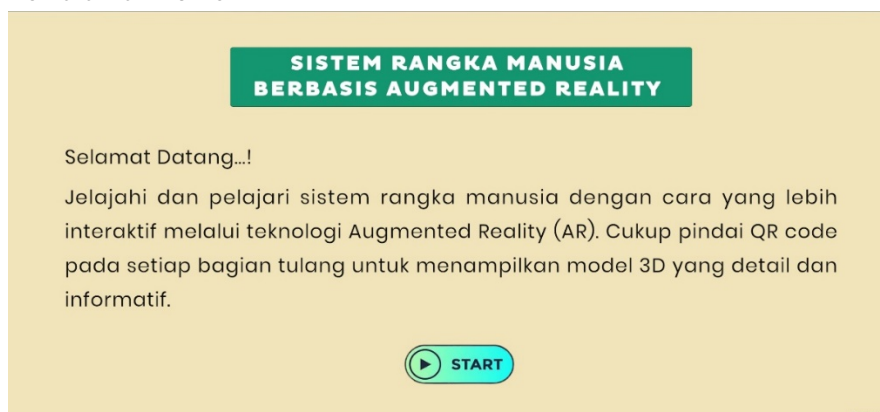 SISTEM RANGKA MANUSIA
BERBASIS AUGMENTED REALITY
Selamat Datang...!
Jelajahi dan pelajari sistem rangka manusia dengan cara yang lebih
interaktif melalui teknologi Augmented Reality (AR). Cukup pindai QR code
pada setiap bagian tulang untuk menampilkan model 3D yang detail dan
informatif.
START